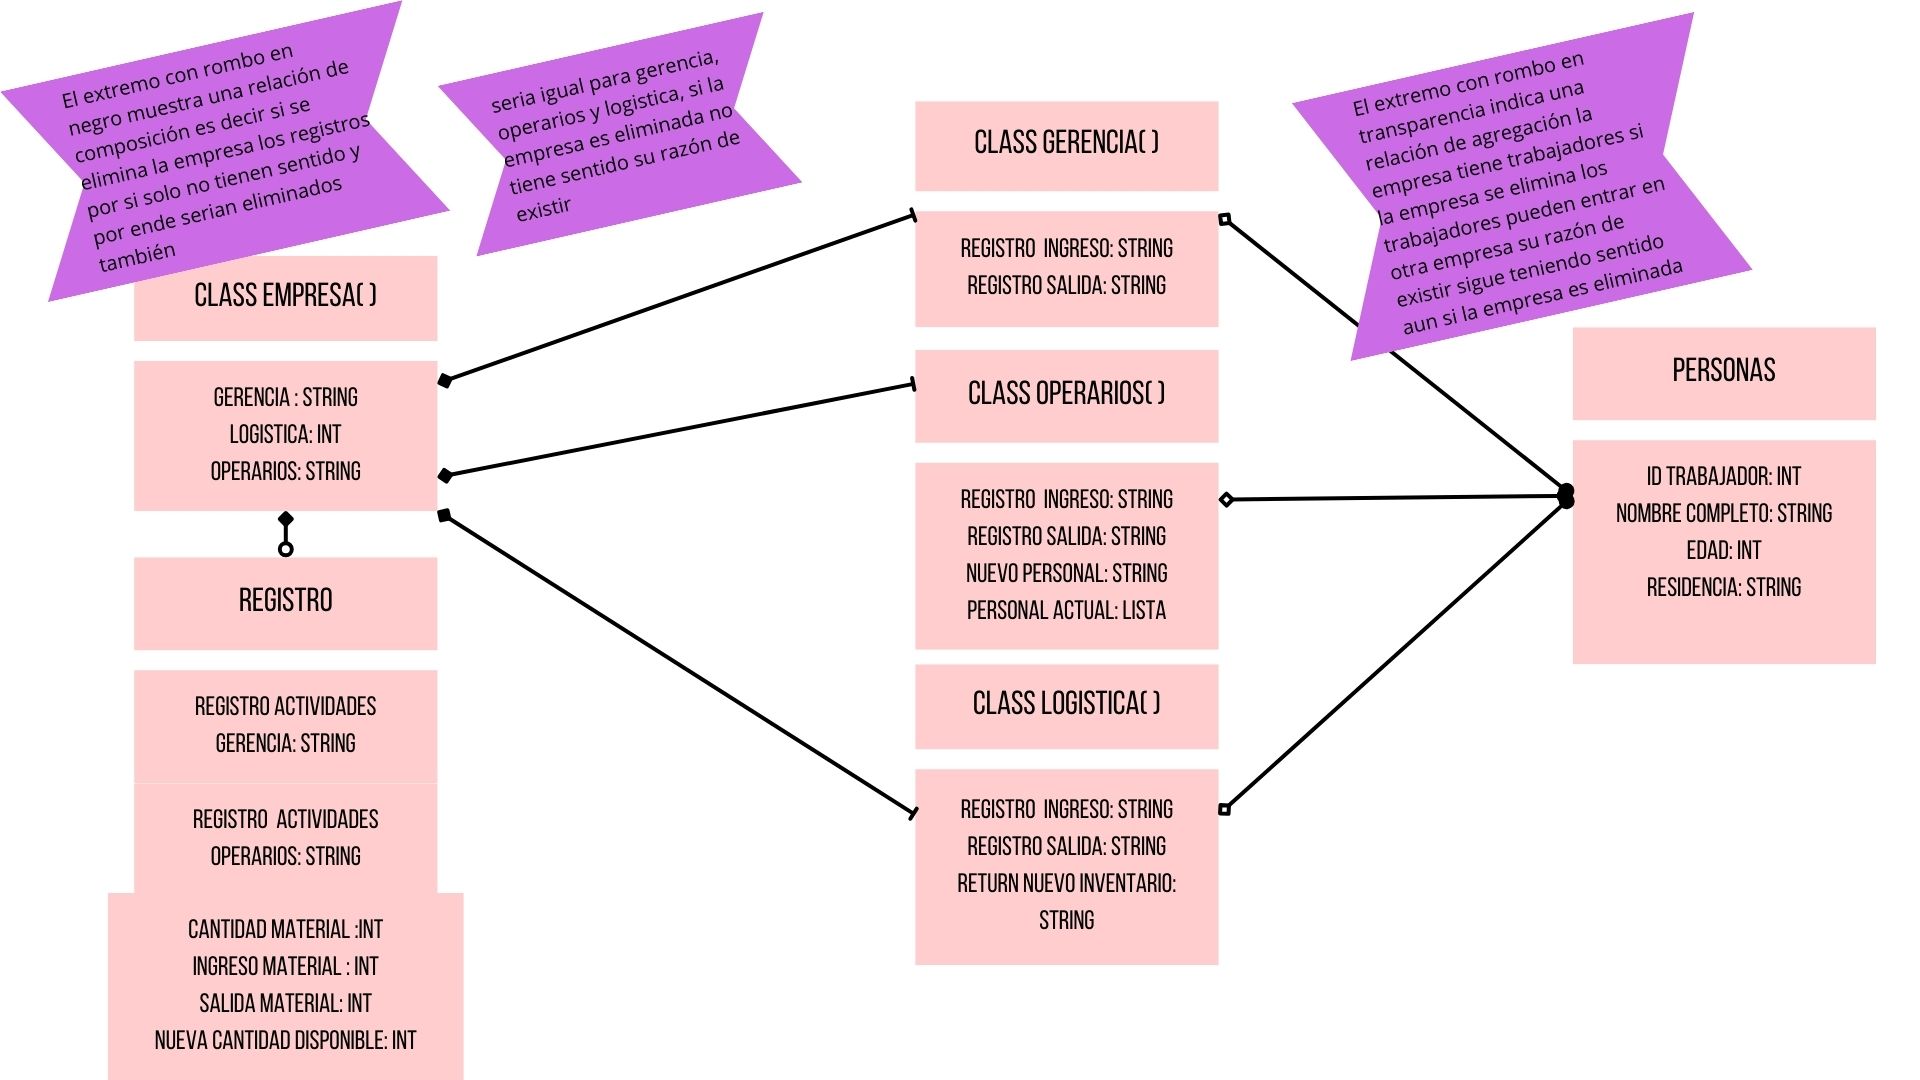 El extremo con rombo en
negro muestra una relación de
composición es decir si se
elimina la empresa los registros
por si solo no tienen sentido y
por ende serian eliminados
también
seria igual para gerencia,
operarios y logistica, si la
empresa es eliminada no
tiene sentido su razón de
existir
El extremo con rombo en
transparencia indica una
relación de agregación la
empresa tiene trabajadores si
la empresa se elimina los
trabajadores pueden entrar en
otra empresa su razón de
existir sigue teniendo sentido
aun si la empresa es eliminada
CLASS EMPRESA( )
GERENCIA : STRING
LOGISTICA: INT
OPERARIOS: STRING
REGISTRO
REGISTRO ACTIVIDADES
GERENCIA: STRING
REGISTRO  ACTIVIDADES
OPERARIOS: STRING
CANTIDAD MATERIAL :INT
INGRESO MATERIAL : INT
SALIDA MATERIAL: INT
NUEVA CANTIDAD DISPONIBLE: INT
CLASS GERENCIA( )
REGISTRO  INGRESO: STRING
REGISTRO SALIDA: STRING
CLASS OPERARIOS( )
REGISTRO  INGRESO: STRING
REGISTRO SALIDA: STRING
NUEVO PERSONAL: STRING
PERSONAL ACTUAL: LISTA
CLASS LOGISTICA( )
REGISTRO  INGRESO: STRING
REGISTRO SALIDA: STRING
RETURN NUEVO INVENTARIO:
STRING
PERSONAS
ID TRABAJADOR: INT
NOMBRE COMPLETO: STRING
EDAD: INT
RESIDENCIA: STRING